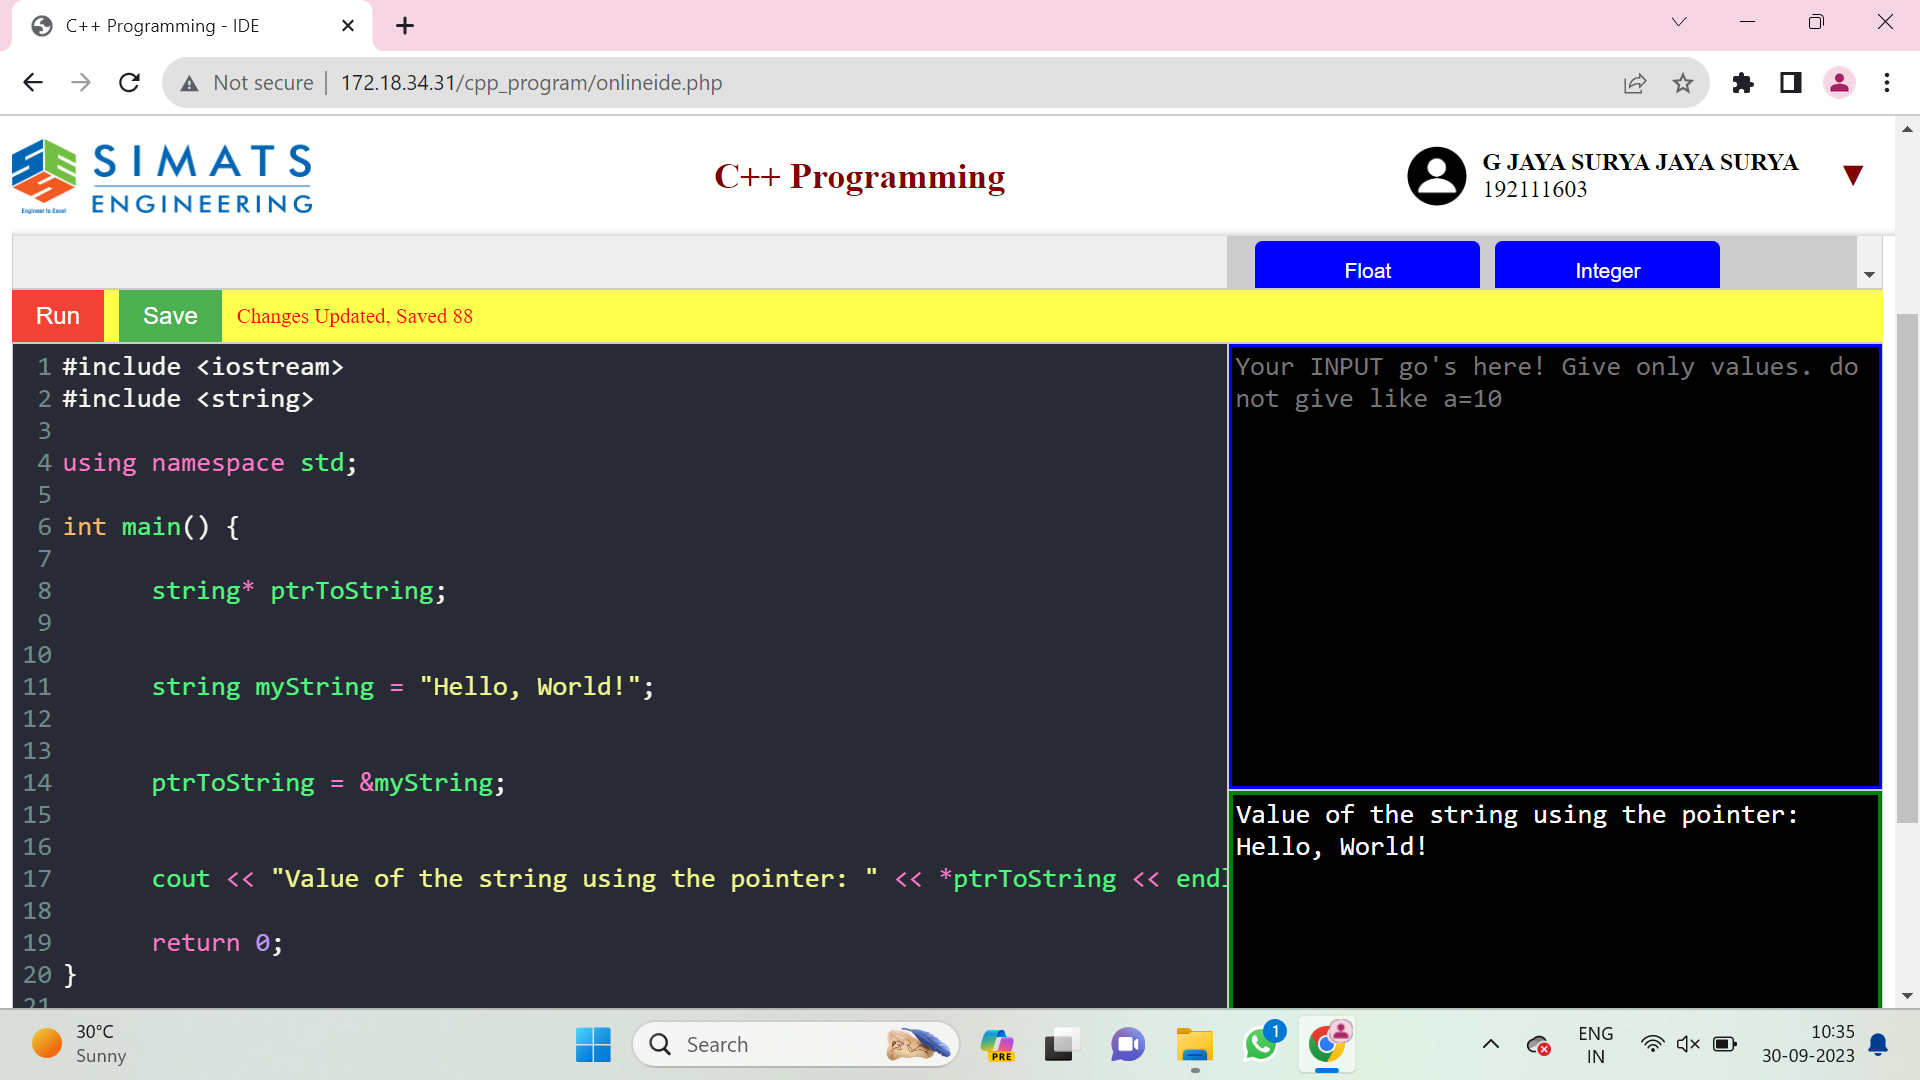 C++ Programming - IDE
Not secure | 172.18.34.31/cpp_program/onlineide.php
SIMATS
ENGINEERING
Engineer to Excel
C++ Programming
G JAYA SURYA JAYA SURYA
192111603
Float
Integer
Run
Save
Changes Updated, Saved 88
1 #include <iostream>
2 #include <string>
3
4 using namespace std;
5
6 int main() {
7
8 string* ptrToString;
9
10
11 string myString = "Hello, World!";
12
13
14 ptrToString = &myString;
15
16
17 cout << "Value of the string using the pointer: " << *ptrToString << endl
18
19 return 0;
20 }
21
Your INPUT go's here! Give only values. do
not give like a=10
Value of the string using the pointer:
Hello, World!
30°C
Sunny
Search
PRE
1
ENG
IN
10:35
30-09-2023